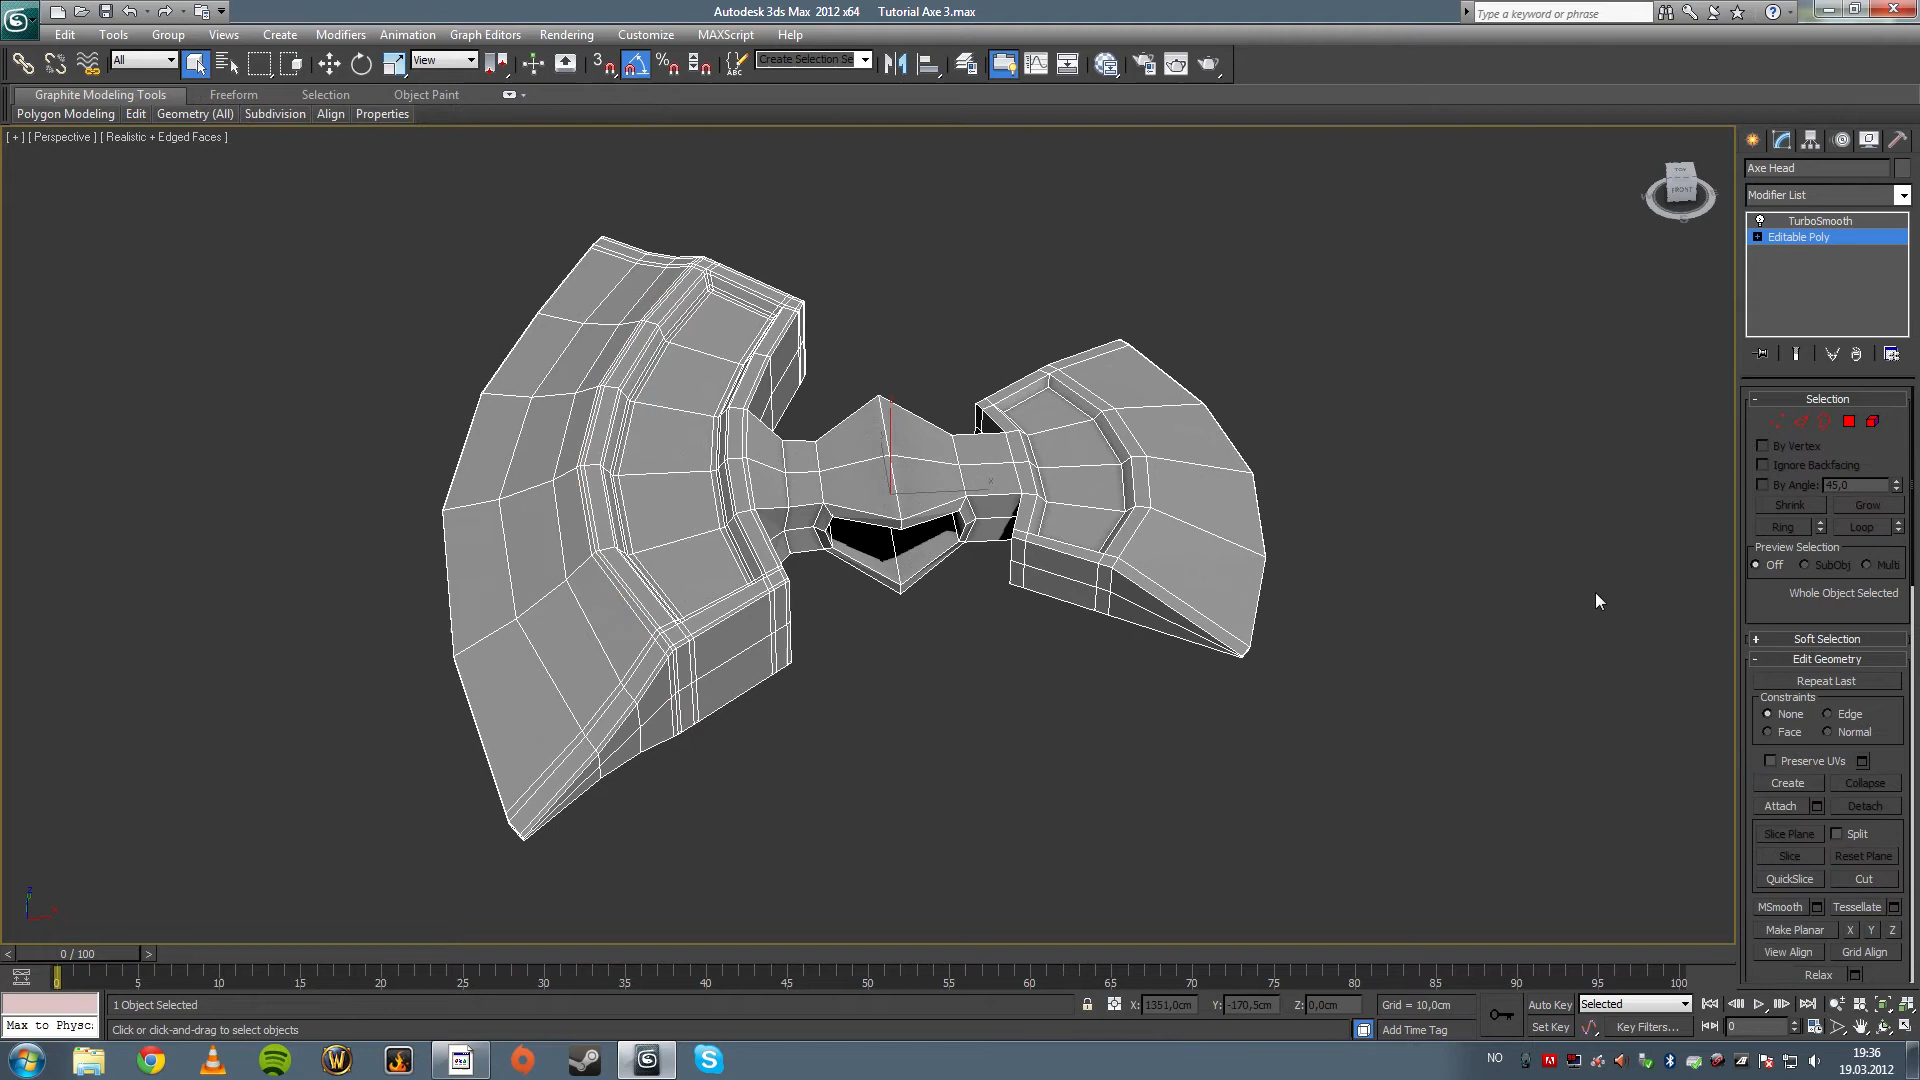 Autodesk 3ds Max 2012 x64 Tutorial Axe 3.max
Type a keyword or phrase
Edit Tools Group Views Create Modifiers Animation Graph Editors Rendering Customize MAXScript Help
All View Create Selection Se
Graphite Modeling Tools Freeform Selection Object Paint
Polygon Modeling Edit Geometry (All) Subdivision Align Properties
[ + ] [ Perspective ] [ Realistic + Edged Faces ]
TOP
FRONT
Axe Head
Modifier List
TurboSmooth
Editable Poly
Selection
By Vertex
Ignore Backfacing
By Angle: 45,0
Shrink Grow
Ring Loop
Preview Selection
Off SubObj Multi
Whole Object Selected
Soft Selection
Edit Geometry
Repeat Last
Constraints
None Edge
Face Normal
Preserve UVs
Create Collapse
Attach Detach
Slice Plane Split
Slice Reset Plane
QuickSlice Cut
MSmooth Tessellate
Make Planar X Y Z
View Align Grid Align
Relax
x
z
0 / 100
0 5 10 15 20 25 30 35 40 45 50 55 60 65 70 75 80 85 90 95 100
1 Object Selected X: 1351,0cm Y: -170,5cm Z: 0,0cm Grid = 10,0cm Auto Key Selected
Max to Physc: Click or click-and-drag to select objects Add Time Tag Set Key Key Filters... 0
NO 19:36
19.03.2012